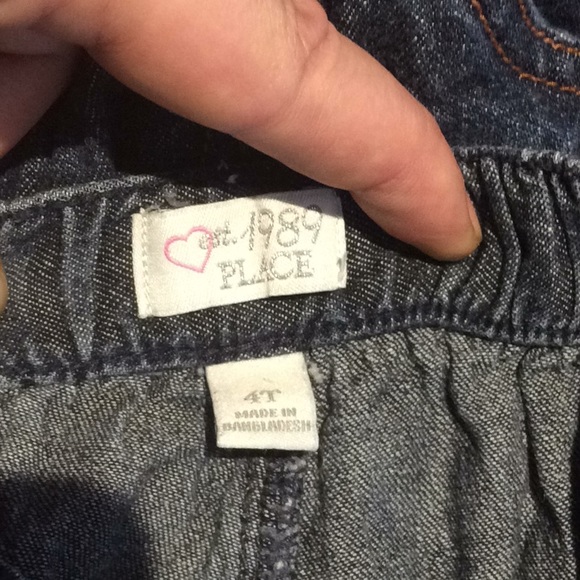 est. 1989
PLACE
4T
MADE IN
BANGLADESH